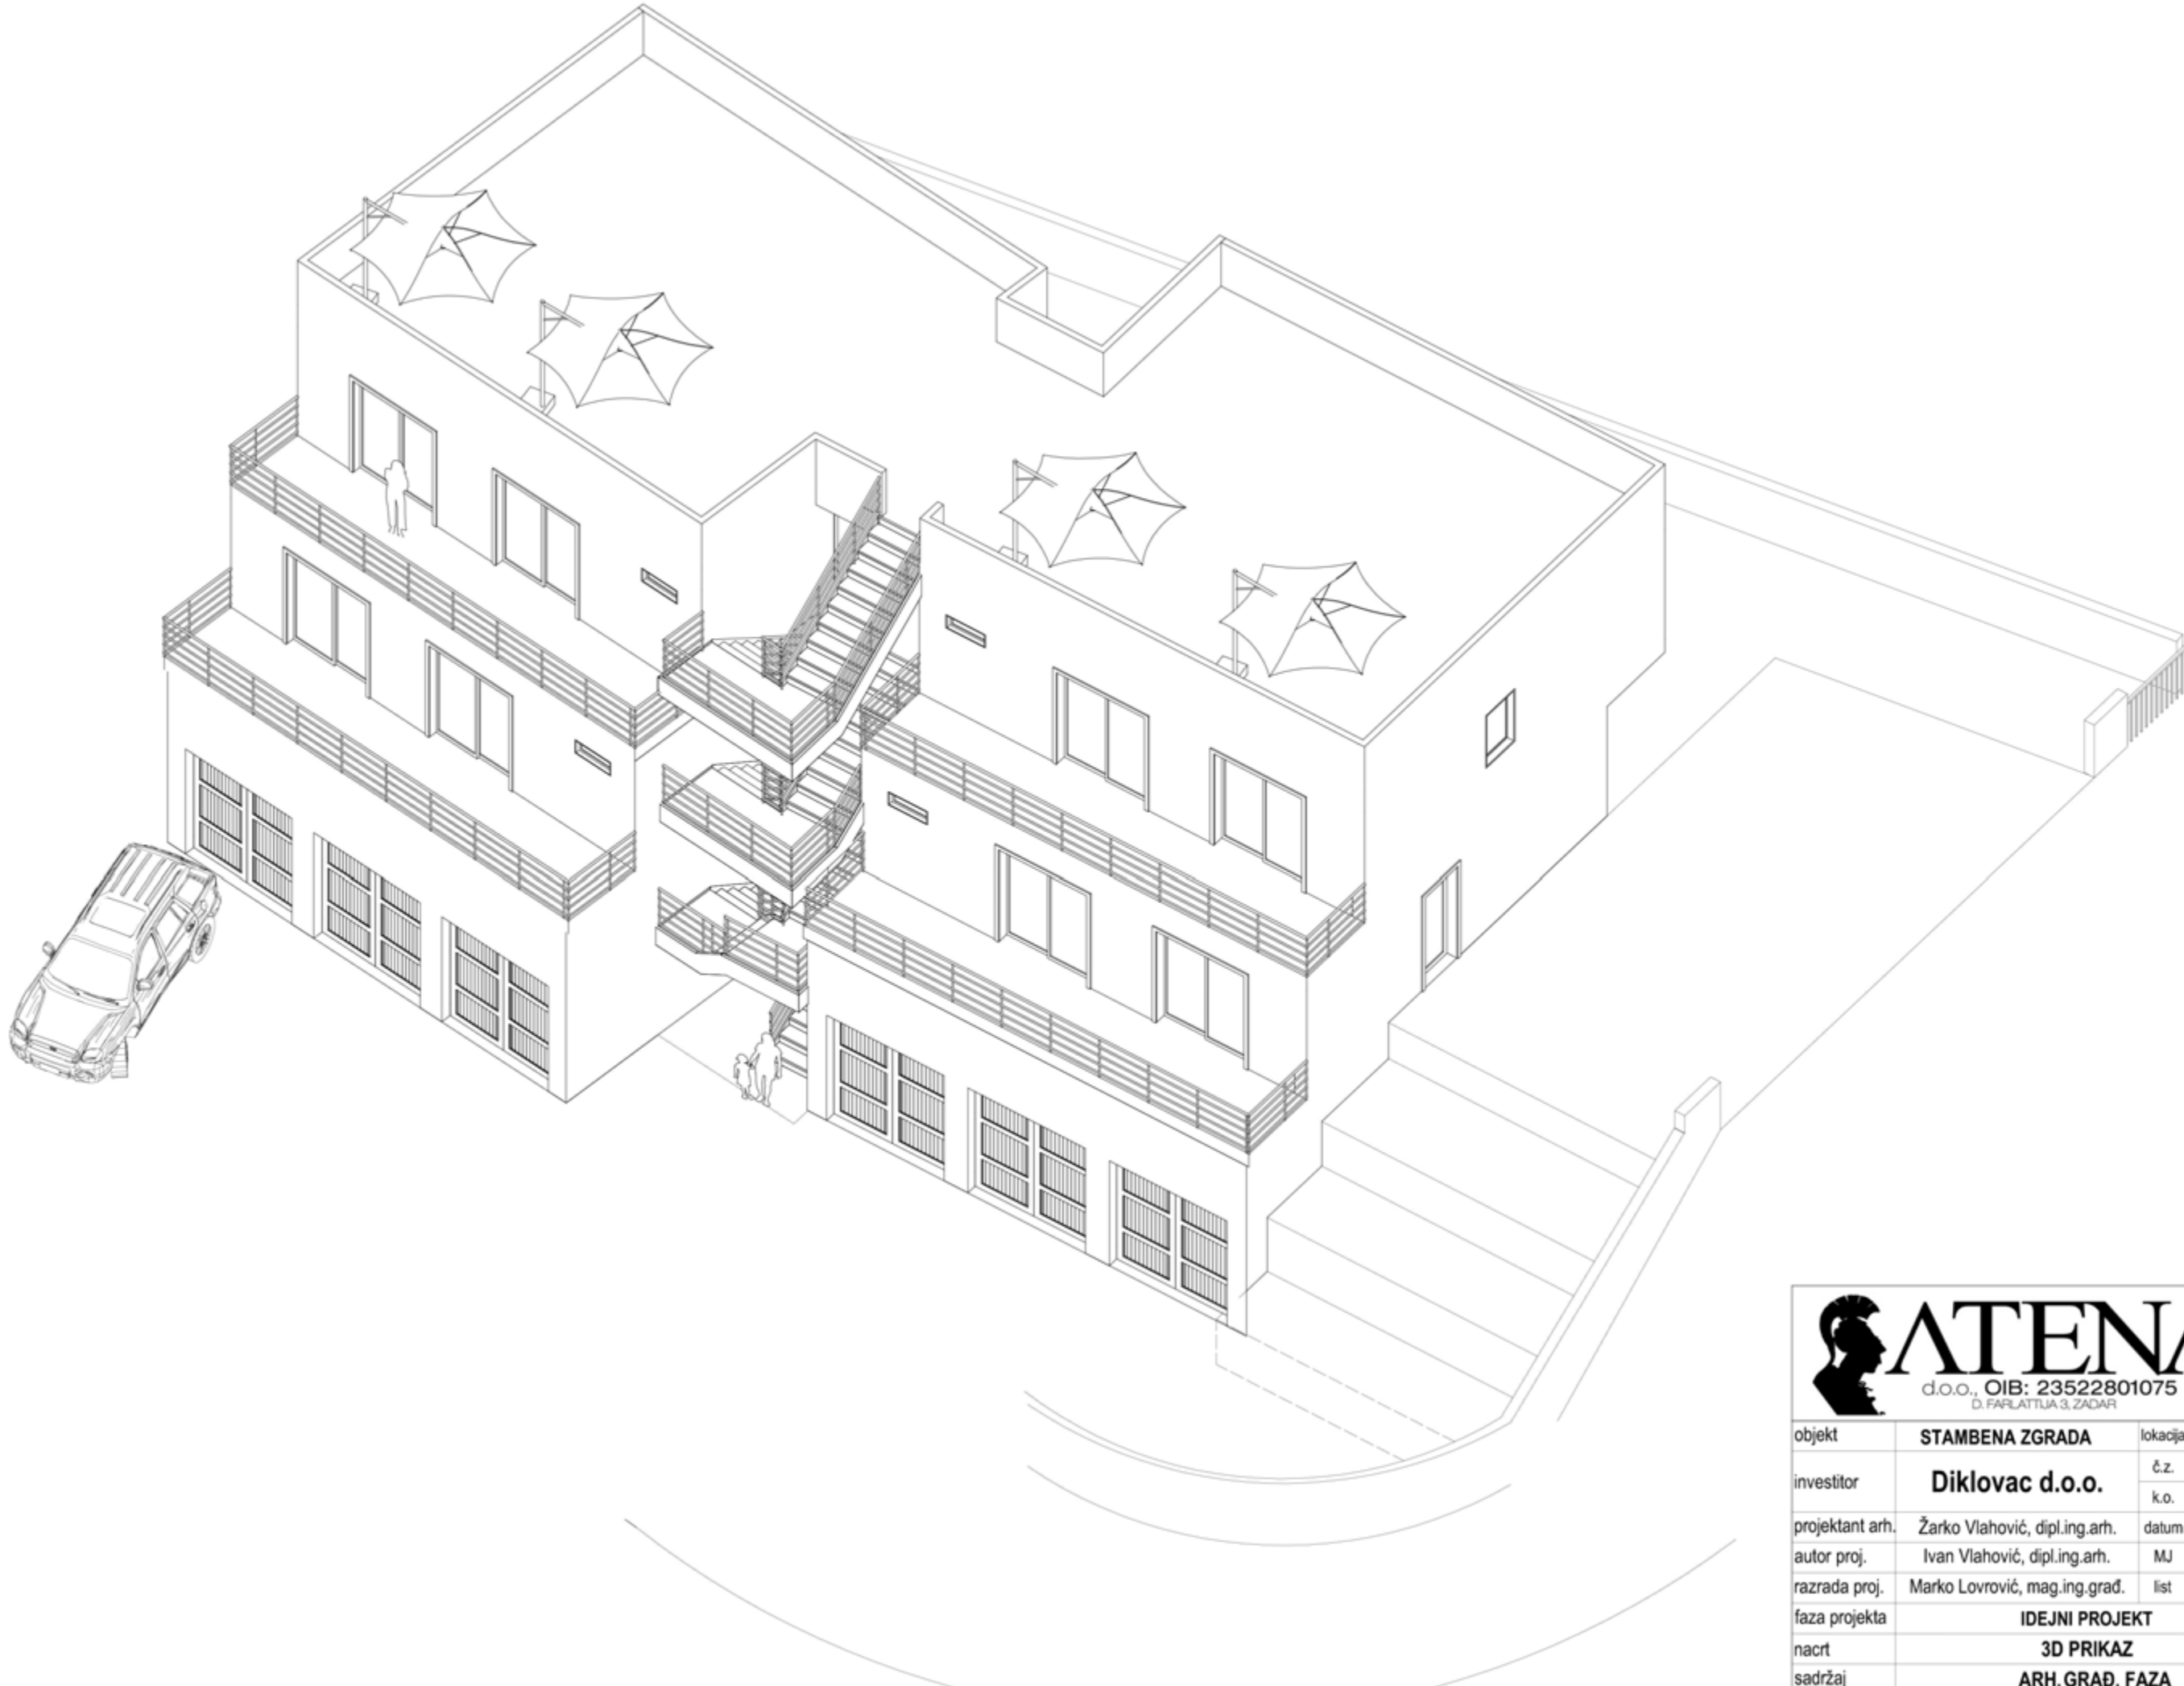 ATENA
d.o.o., OIB: 23522801075
D. FARLATTIJA 3, ZADAR
objekt STAMBENA ZGRADA lokacija
investitor Diklovac d.o.o. č.z.
k.o.
projektant arh. Žarko Vlahović, dipl.ing.arh. datum
autor proj. Ivan Vlahović, dipl.ing.arh. MJ
razrada proj. Marko Lovrović, mag.ing.građ. list
faza projekta IDEJNI PROJEKT
nacrt 3D PRIKAZ
sadržaj ARH.GRAĐ. FAZA